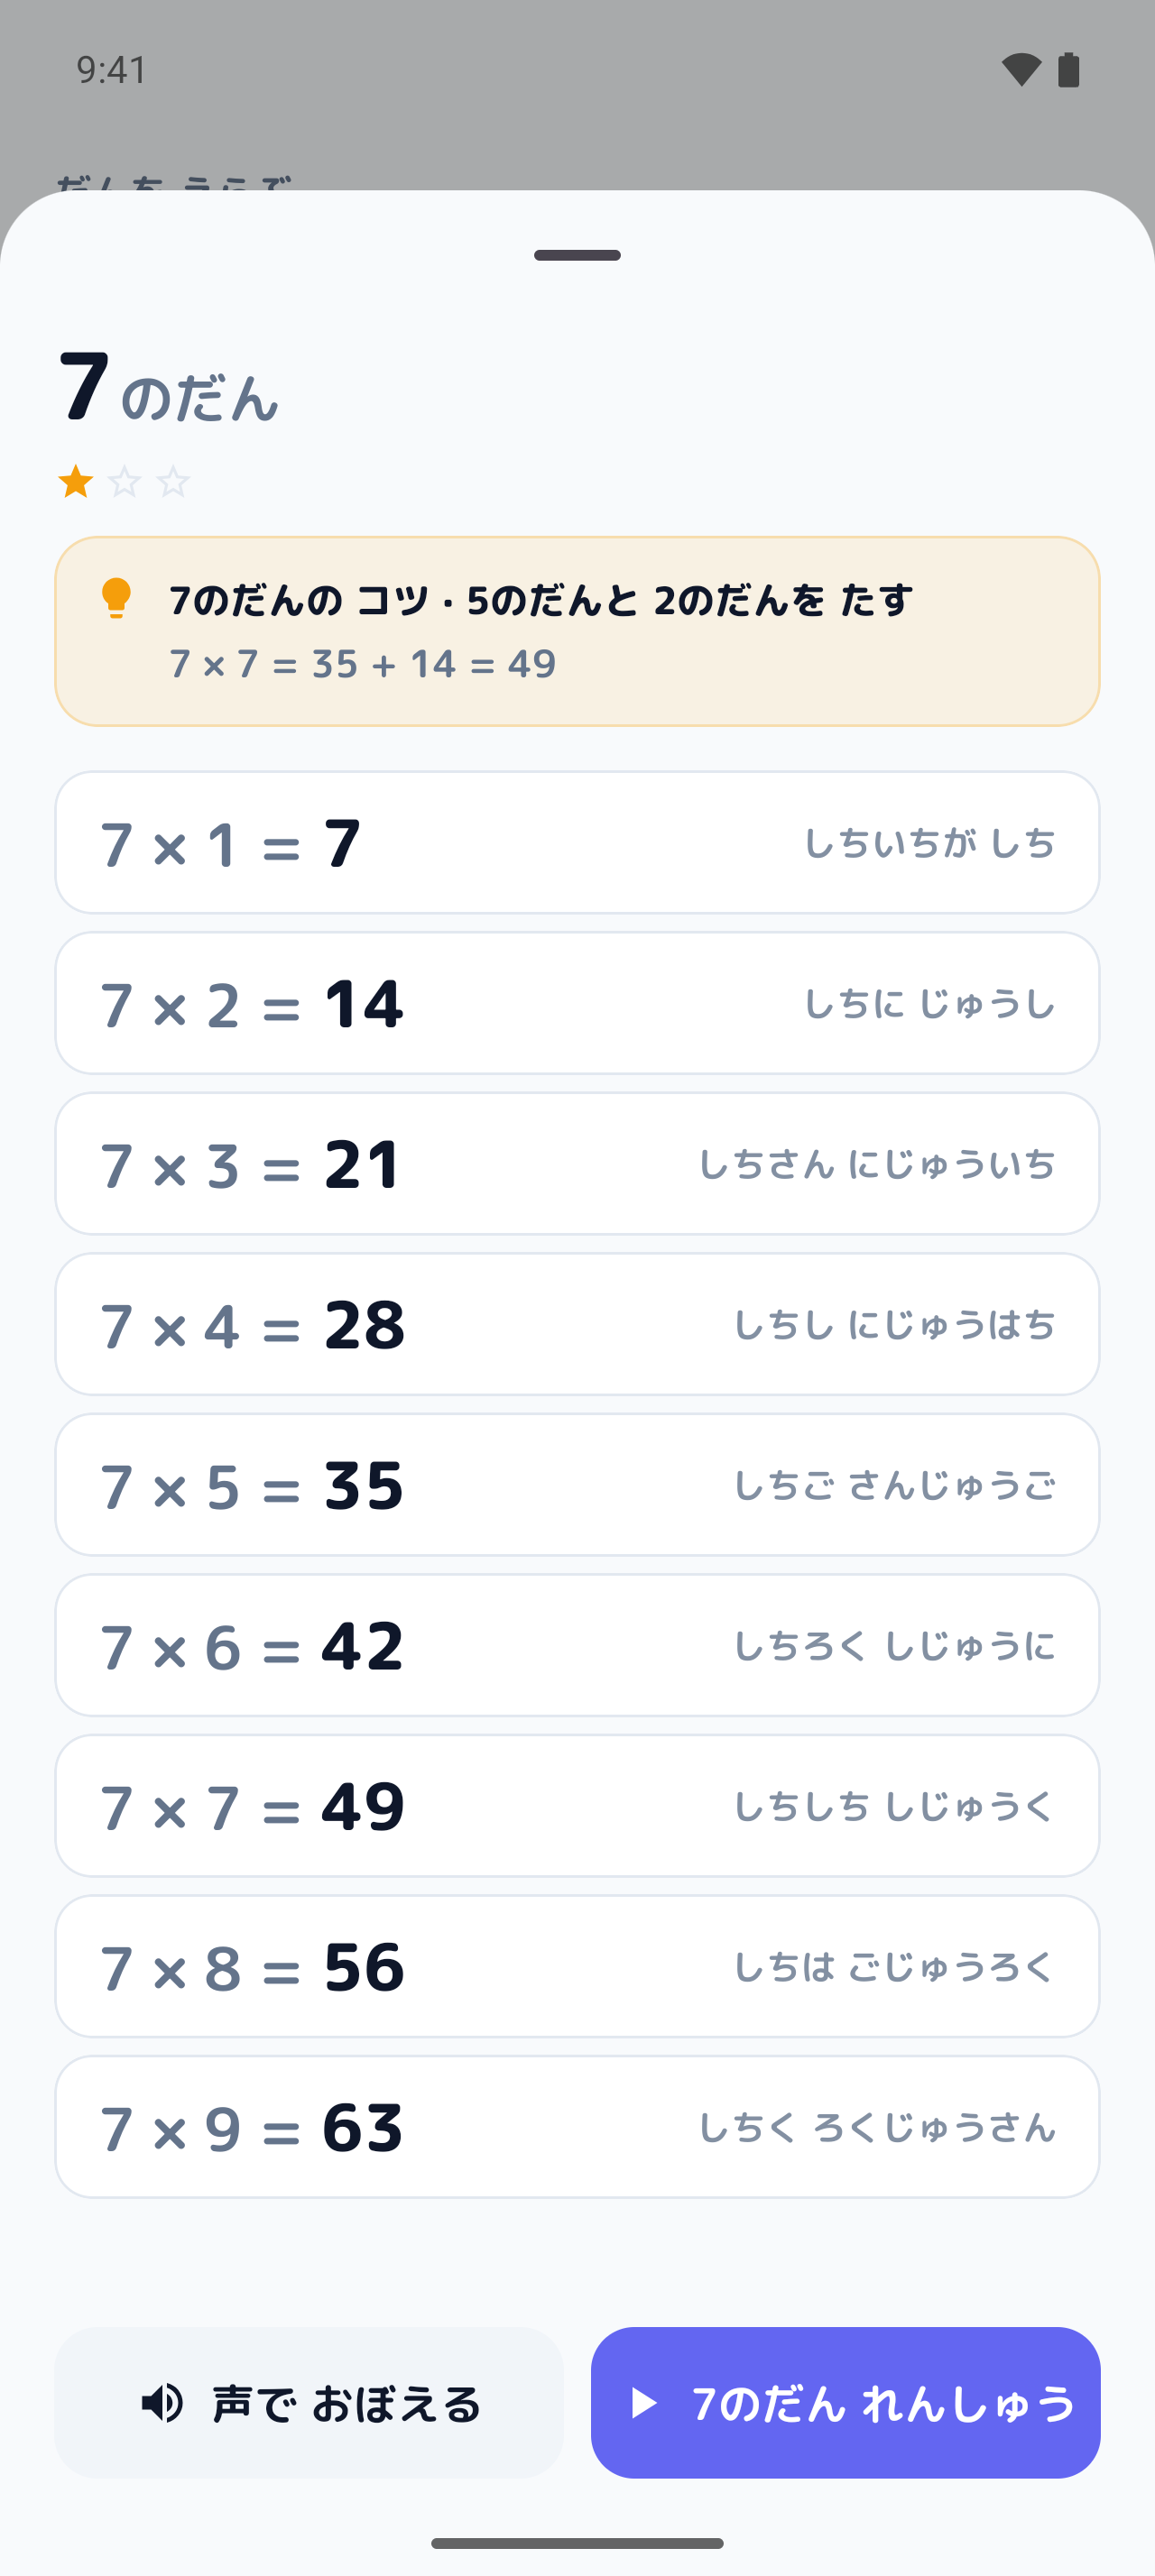 9:41
だんを えらぶ
7のだん
7のだんの コツ · 5のだんと 2のだんを たす
7 × 7 = 35 + 14 = 49
7 × 1 = 7 しちいちが しち
7 × 2 = 14 しちに じゅうし
7 × 3 = 21 しちさん にじゅういち
7 × 4 = 28 しちし にじゅうはち
7 × 5 = 35 しちご さんじゅうご
7 × 6 = 42 しちろく しじゅうに
7 × 7 = 49 しちしち しじゅうく
7 × 8 = 56 しちは ごじゅうろく
7 × 9 = 63 しちく ろくじゅうさん
声で おぼえる
7のだん れんしゅう